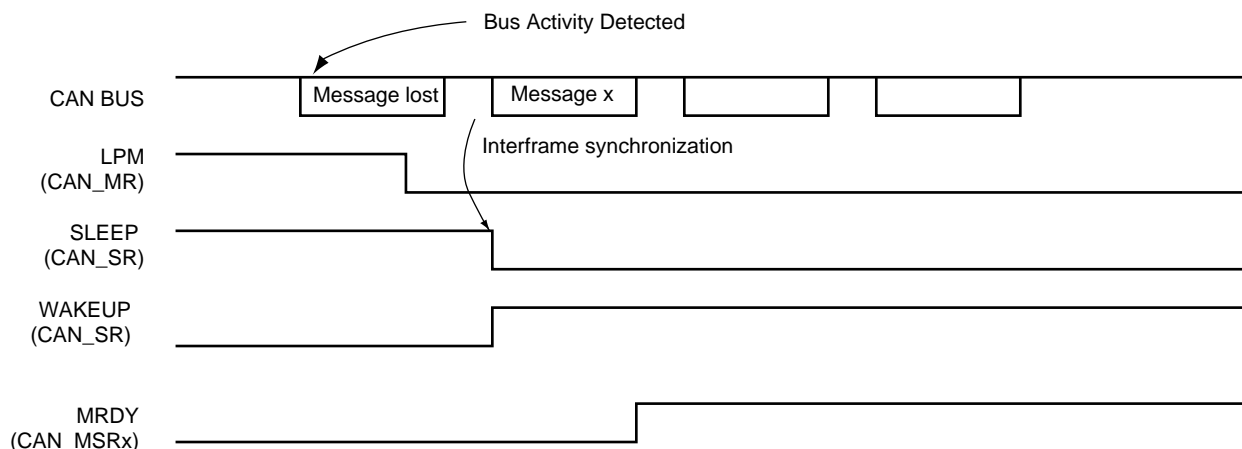 Bus Activity Detected
CAN BUS
Message lost
Message x
Interframe synchronization
LPM
(CAN_MR)
SLEEP
(CAN_SR)
WAKEUP
(CAN_SR)
MRDY
(CAN_MSRx)